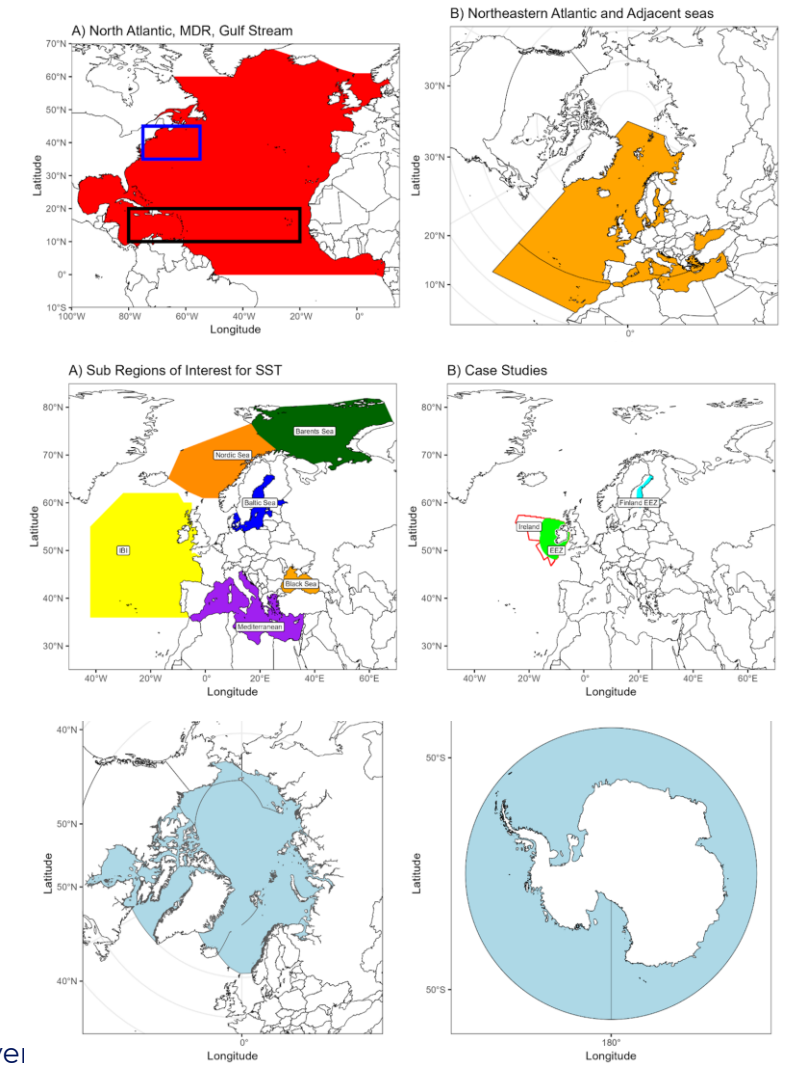 A) North Atlantic, MDR, Gulf Stream
70°N
60°N
50°N
40°N
30°N
20°N
10°N
0°
10°S
100°W 80°W 60°W 40°W 20°W 0°
Latitude
Longitude
B) Northeastern Atlantic and Adjacent seas
30°N
30°N
20°N
10°N
0°
Latitude
Longitude
A) Sub Regions of Interest for SST
80°N
70°N
60°N
50°N
40°N
30°N
40°W 20°W 0° 20°E 40°E 60°E
Latitude
Longitude
Barents Sea
Nordic Sea
Baltic Sea
IBI
Black Sea
Mediterranean
B) Case Studies
80°N
70°N
60°N
50°N
40°N
30°N
40°W 20°W 0° 20°E 40°E 60°E
Latitude
Longitude
Finland EEZ
Ireland
EEZ
40°N
50°N
50°N
40°N
0°
Latitude
Longitude
50°S
50°S
180°
Latitude
Longitude